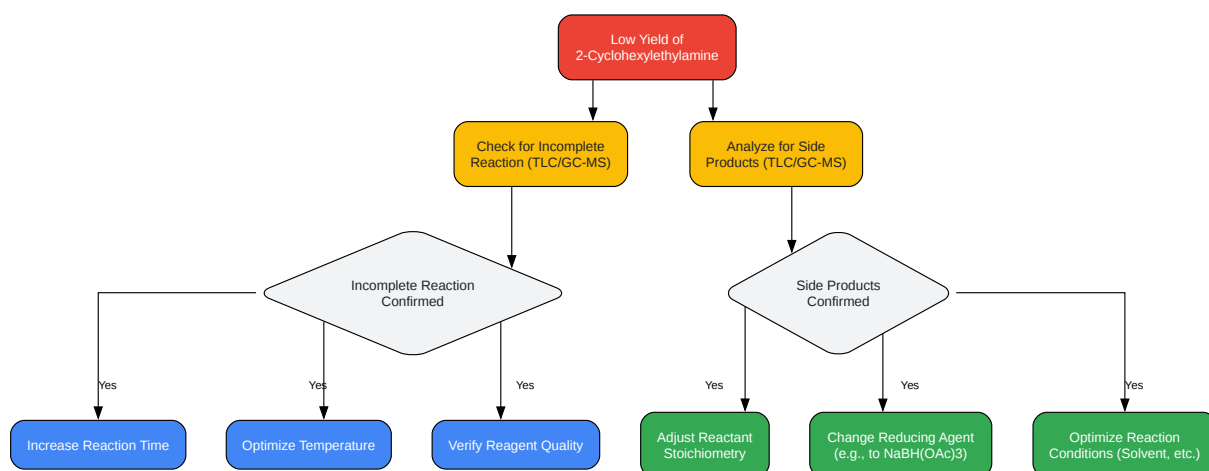 Low Yield of
2-Cyclohexylethylamine
Check for Incomplete
Reaction (TLC/GC-MS)
Analyze for Side
Products (TLC/GC-MS)
Incomplete Reaction
Confirmed
Side Products
Confirmed
Yes
Yes
Yes
Yes
Yes
Yes
Increase Reaction Time
Optimize Temperature
Verify Reagent Quality
Adjust Reactant
Stoichiometry
Change Reducing Agent
(e.g., to NaBH(OAc)3)
Optimize Reaction
Conditions (Solvent, etc.)